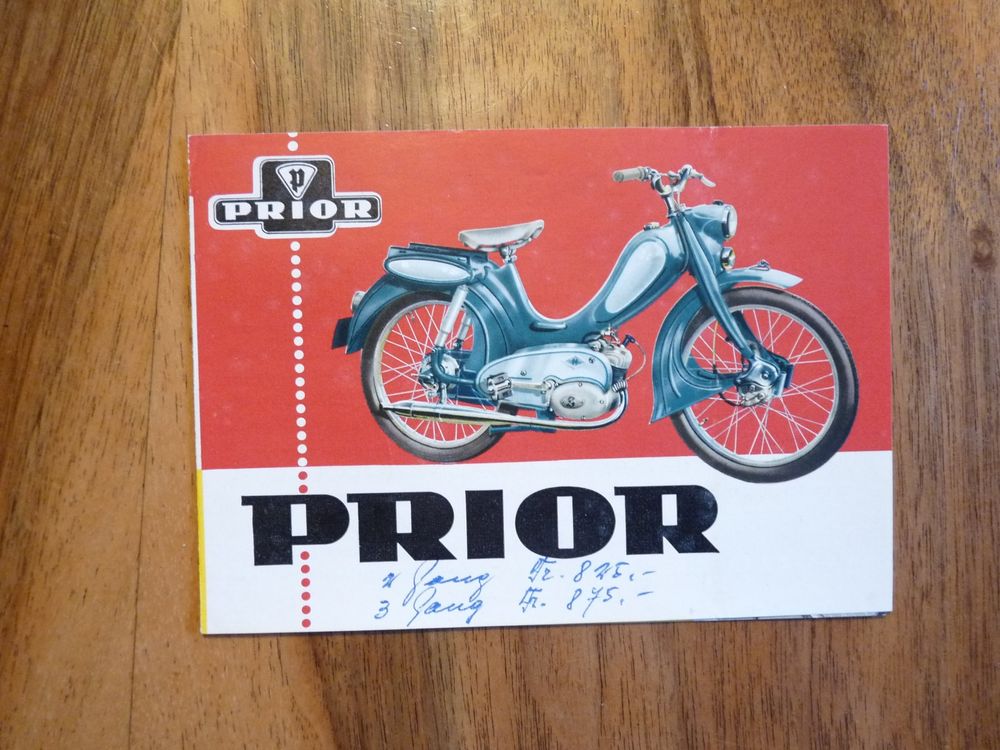 P
PRIOR
PRIOR
2 Gang Fr. 825.-
3 Gang Fr. 875.-